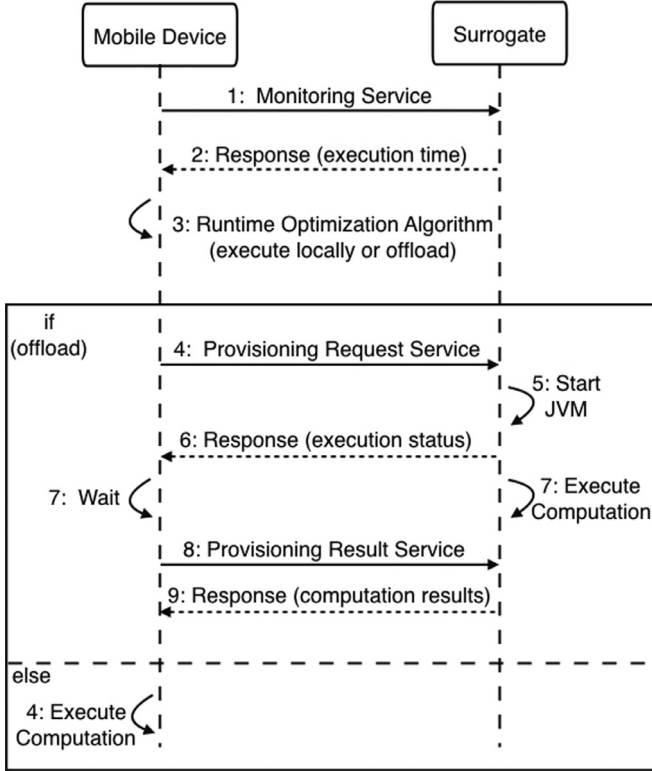 Mobile Device
Surrogate
1: Monitoring Service
2: Response (execution time)
3: Runtime Optimization Algorithm
(execute locally or offload)
if
(offload)
4: Provisioning Request Service
5: Start
JVM
6: Response (execution status)
7: Wait
7: Execute
Computation
8: Provisioning Result Service
9: Response (computation results)
else
4: Execute
Computation